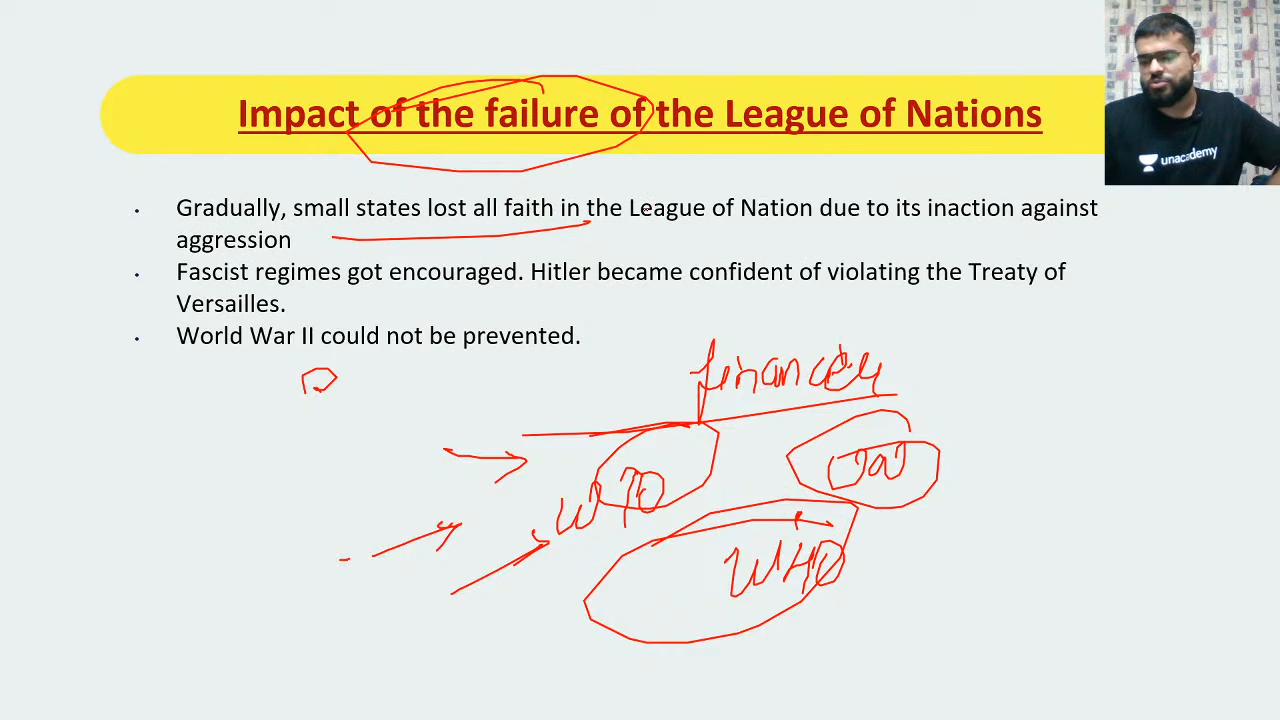 Impact of the failure of the League of Nations
unacademy
• Gradually, small states lost all faith in the League of Nation due to its inaction against
aggression
• Fascist regimes got encouraged. Hitler became confident of violating the Treaty of
Versailles.
• World War II could not be prevented.
WTO
WHO